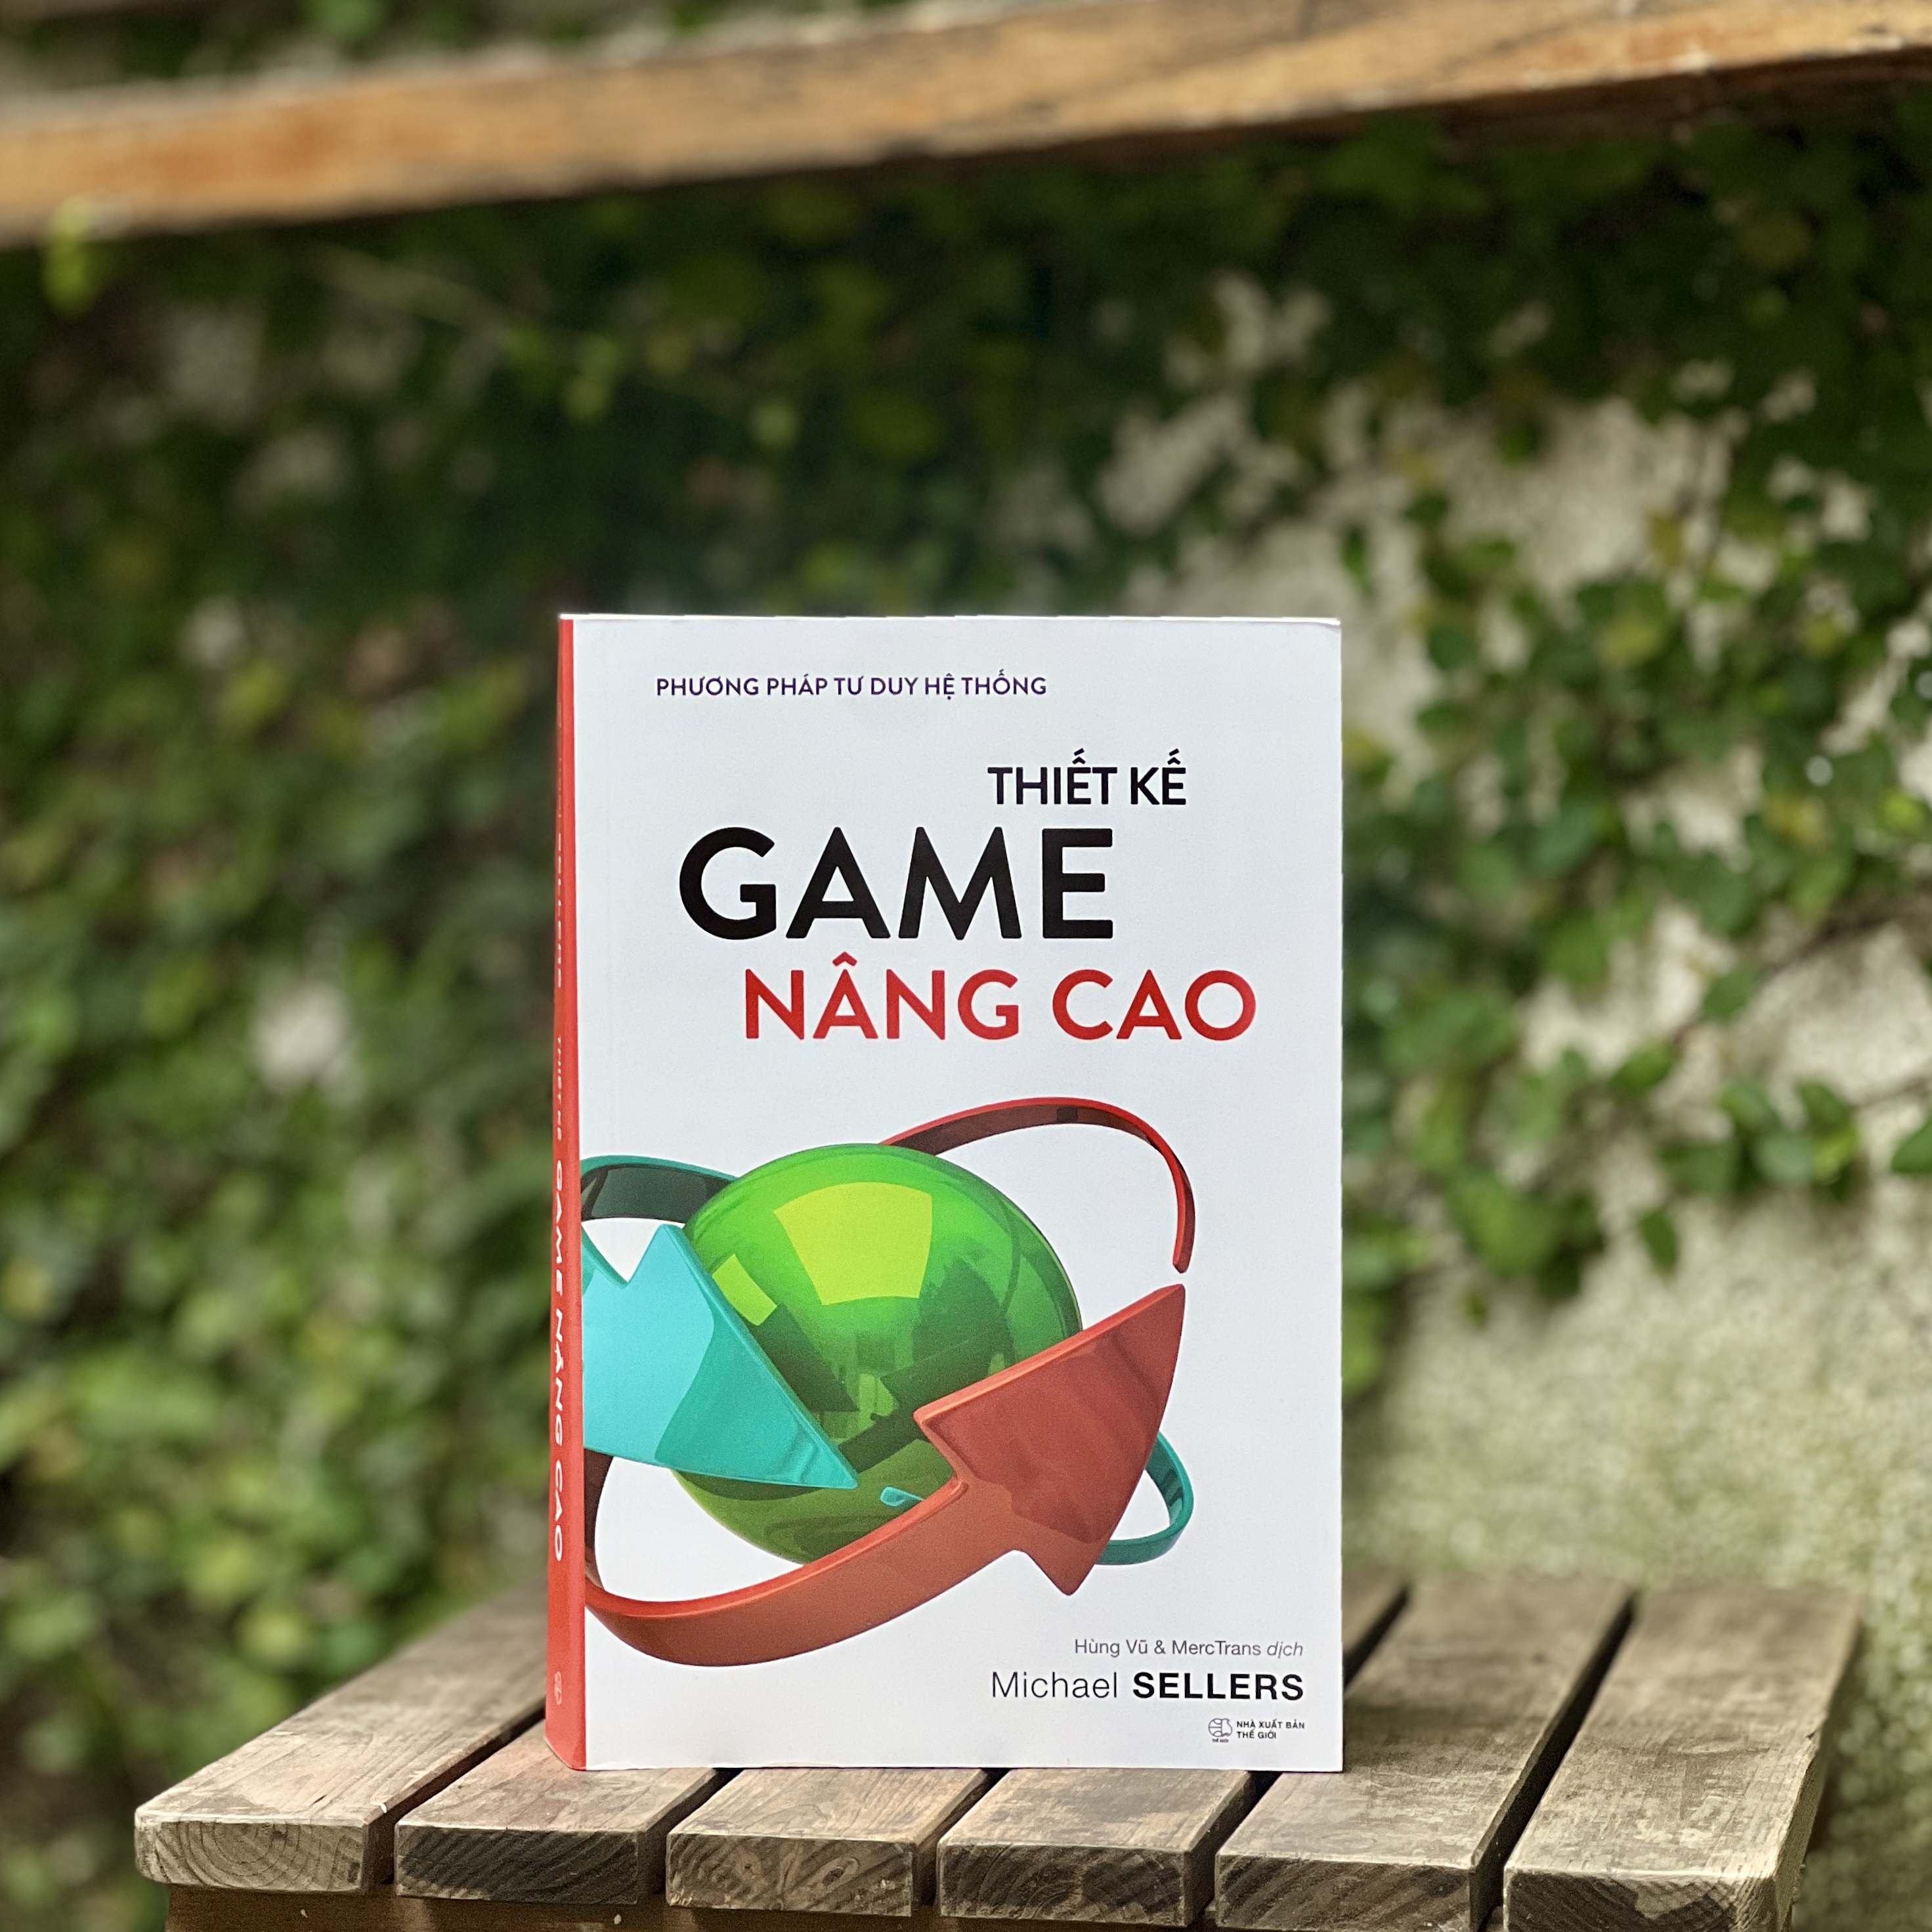 PHƯƠNG PHÁP TƯ DUY HỆ THỐNG
THIẾT KẾ
GAME
NÂNG CAO
Hùng Vũ & MercTrans dịch
Michael SELLERS
NHÀ XUẤT BẢN
THẾ GIỚI
THIẾT KẾ GAME NÂNG CAO